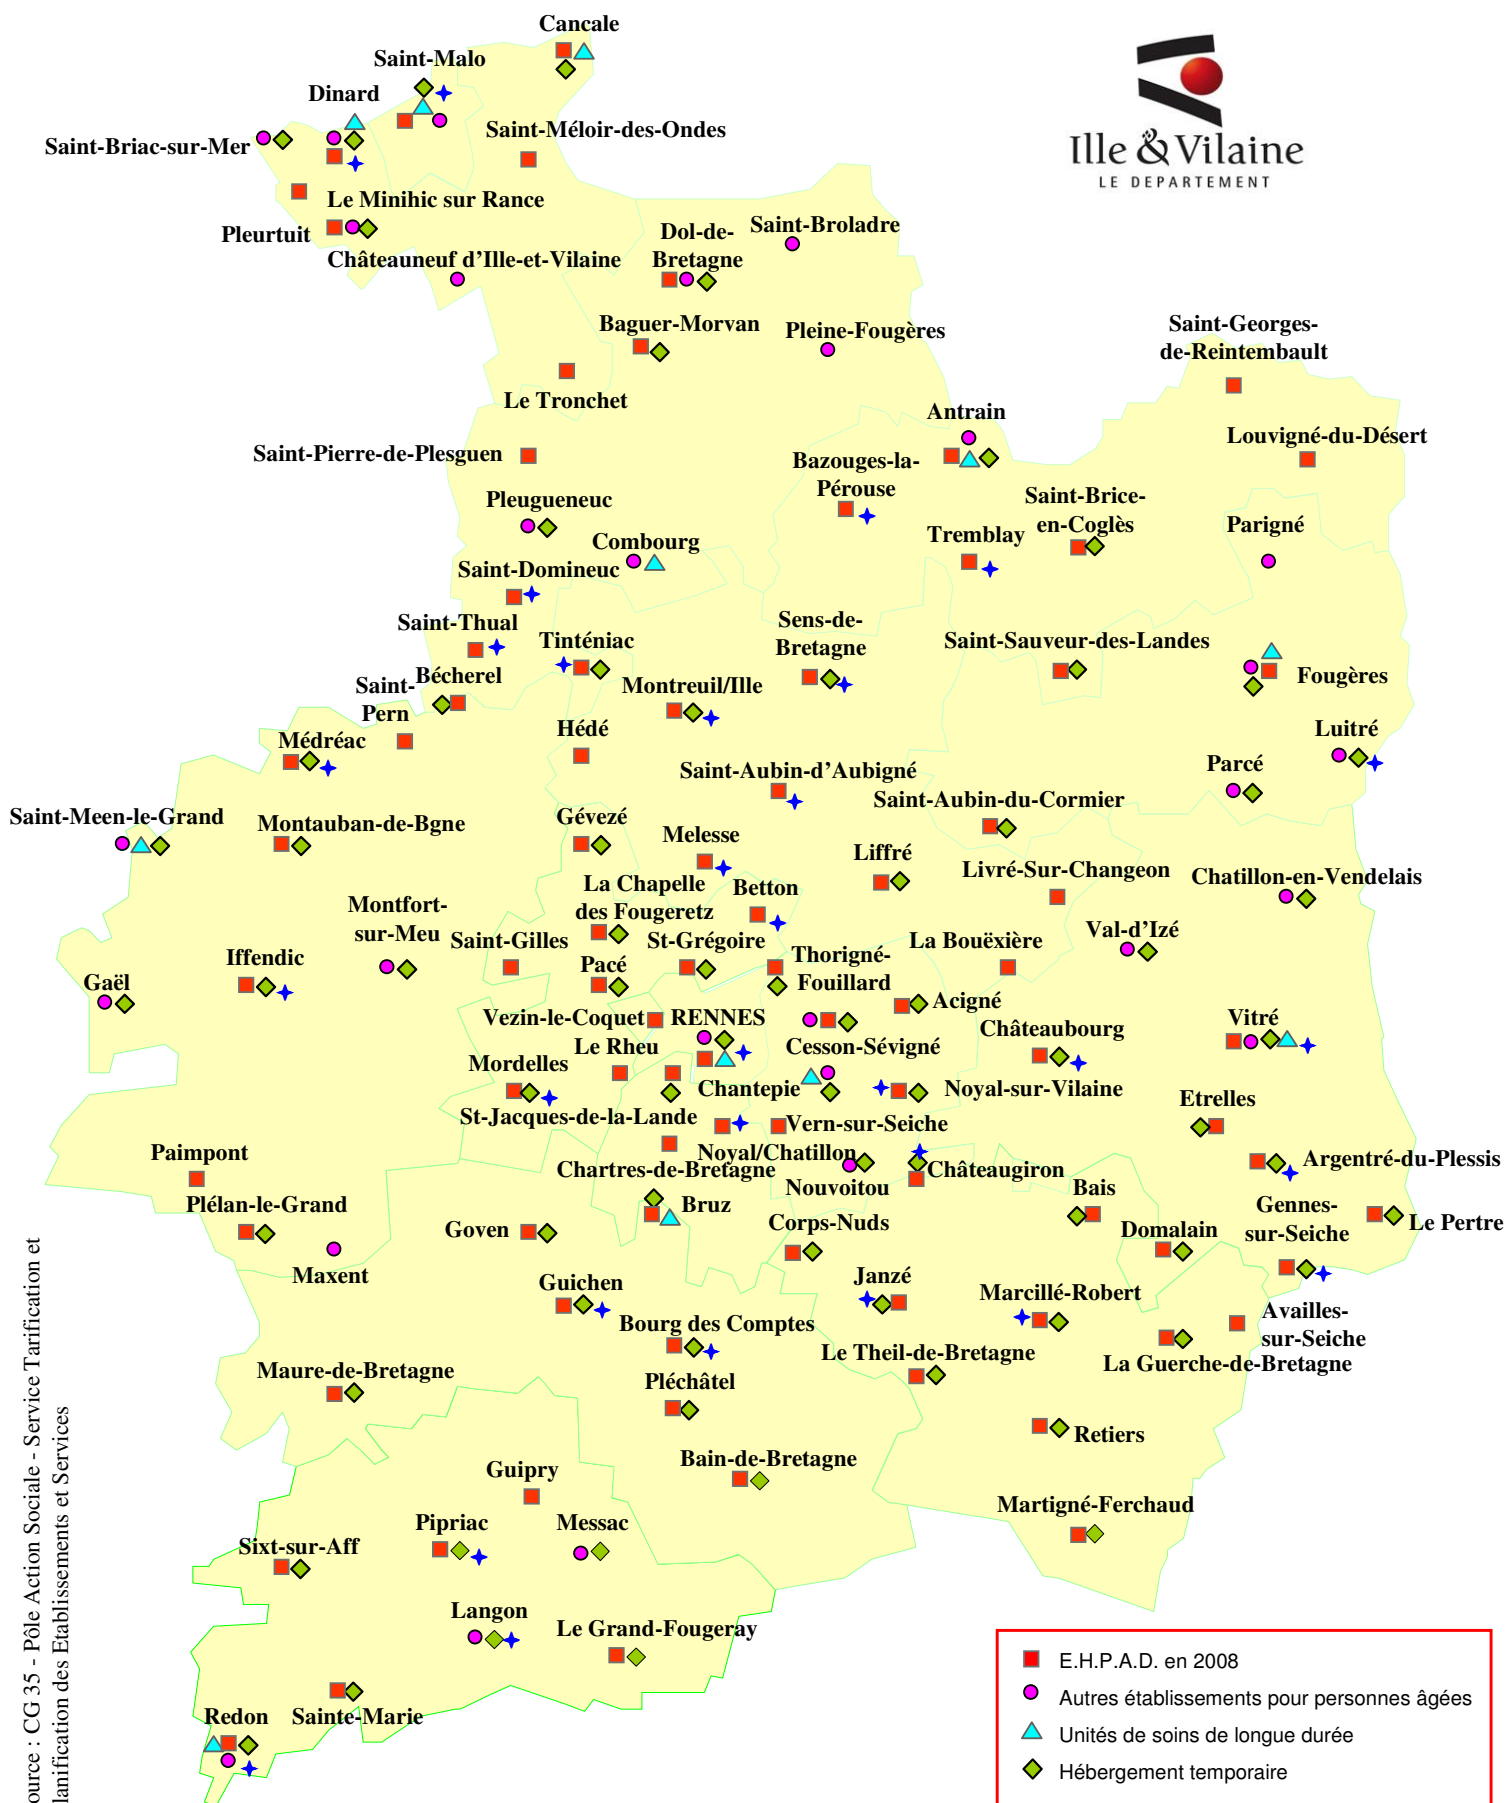 Cancale
Saint-Malo
Dinard
Saint-Briac-sur-Mer
Saint-Méloir-des-Ondes
Ille & Vilaine
LE DEPARTEMENT
Le Minihic sur Rance
Pleurtuit
Châteauneuf d'Ille-et-Vilaine
Dol-de-
Bretagne
Saint-Broladre
Baguer-Morvan
Pleine-Fougères
Saint-Georges-
de-Reintembault
Le Tronchet
Antrain
Louvigné-du-Désert
Saint-Pierre-de-Plesguen
Bazouges-la-
Pérouse
Pleugueneuc
Saint-Brice-
en-Coglès
Parigné
Combourg
Tremblay
Saint-Domineuc
Saint-Thual
Tinténiac
Sens-de-
Bretagne
Saint-Sauveur-des-Landes
Fougères
Bécherel
Saint-
Pern
Montreuil/Ille
Médréac
Hédé
Luitré
Saint-Aubin-d'Aubigné
Parcé
Saint-Aubin-du-Cormier
Saint-Meen-le-Grand
Montauban-de-Bgne
Gévezé
Melesse
Liffré
Livré-Sur-Changeon
Chatillon-en-Vendelais
La Chapelle
des Fougeretz
Betton
Montfort-
sur-Meu
Saint-Gilles
St-Grégoire
Thorigné-
Fouillard
La Bouëxière
Val-d'Izé
Iffendic
Pacé
Gaël
Acigné
Vezin-le-Coquet
RENNES
Châteaubourg
Vitré
Le Rheu
Cesson-Sévigné
Mordelles
Chantepie
Noyal-sur-Vilaine
Etrelles
St-Jacques-de-la-Lande
Vern-sur-Seiche
Paimpont
Noyal/Chatillon
Chartres-de-Bretagne
Châteaugiron
Argentré-du-Plessis
Nouvoitou
Bais
Plélan-le-Grand
Bruz
Gennes-
sur-Seiche
Le Pertre
Goven
Corps-Nuds
Domalain
Maxent
Guichen
Janzé
Marcillé-Robert
Availles-
sur-Seiche
Bourg des Comptes
Le Theil-de-Bretagne
La Guerche-de-Bretagne
Maure-de-Bretagne
Pléchâtel
Retiers
Bain-de-Bretagne
Guipry
Martigné-Ferchaud
Pipriac
Messac
Sixt-sur-Aff
Langon
Le Grand-Fougeray
Redon
Sainte-Marie
ource : CG 35 - Pôle Action Sociale - Service Tarification et
lanification des Etablissements et Services
E.H.P.A.D. en 2008
Autres établissements pour personnes âgées
Unités de soins de longue durée
Hébergement temporaire